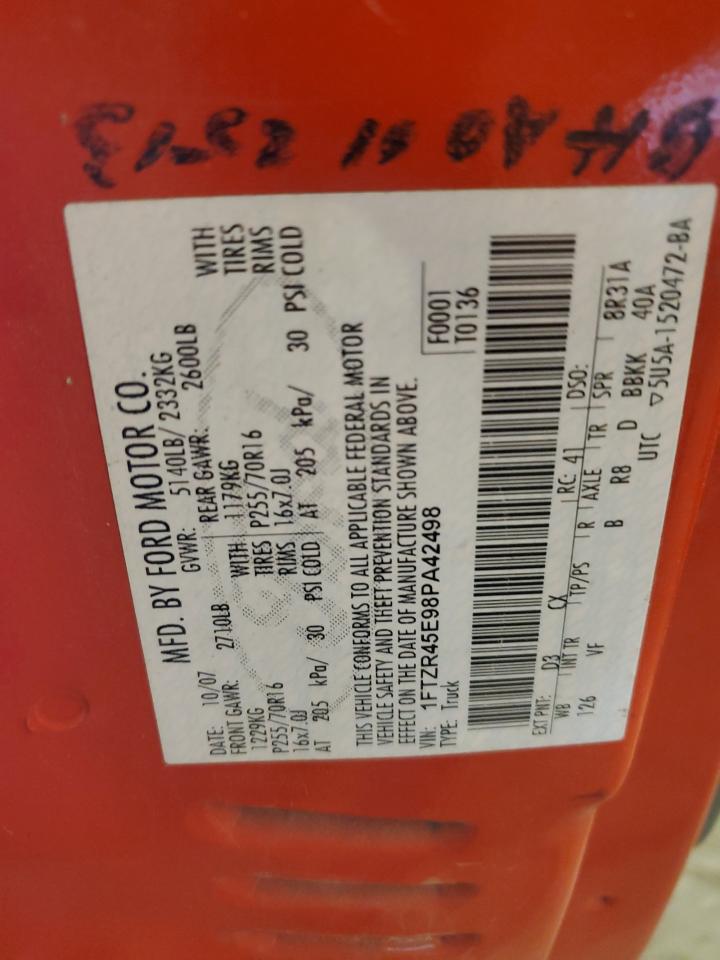 MFD. BY FORD MOTOR CO.
DATE: 10/07 GVWR: 5140LB/ 2332KG
FRONT GAWR: 2710LB REAR GAWR: 2600LB
1229KG WITH 1179KG WITH
P255/70R16 TIRES P255/70R16 TIRES
16x7.0J RIMS 16x7.0J RIMS
AT 205 kPa/ 30 PSI COLD AT 205 kPa/ 30 PSI COLD
THIS VEHICLE CONFORMS TO ALL APPLICABLE FEDERAL MOTOR
VEHICLE SAFETY AND THEFT PREVENTION STANDARDS IN
EFFECT ON THE DATE OF MANUFACTURE SHOWN ABOVE.
VIN: 1FTZR45E98PA42498 F0001
TYPE: Truck T0136
EXT PNT: D3 CX RC: 41 DSO:
WB INT TR TP/PS R AXLE TR SPR 8R31A
126 VF B R8 D BBKK 40A
UTC ▽5U5A-1520472-BA